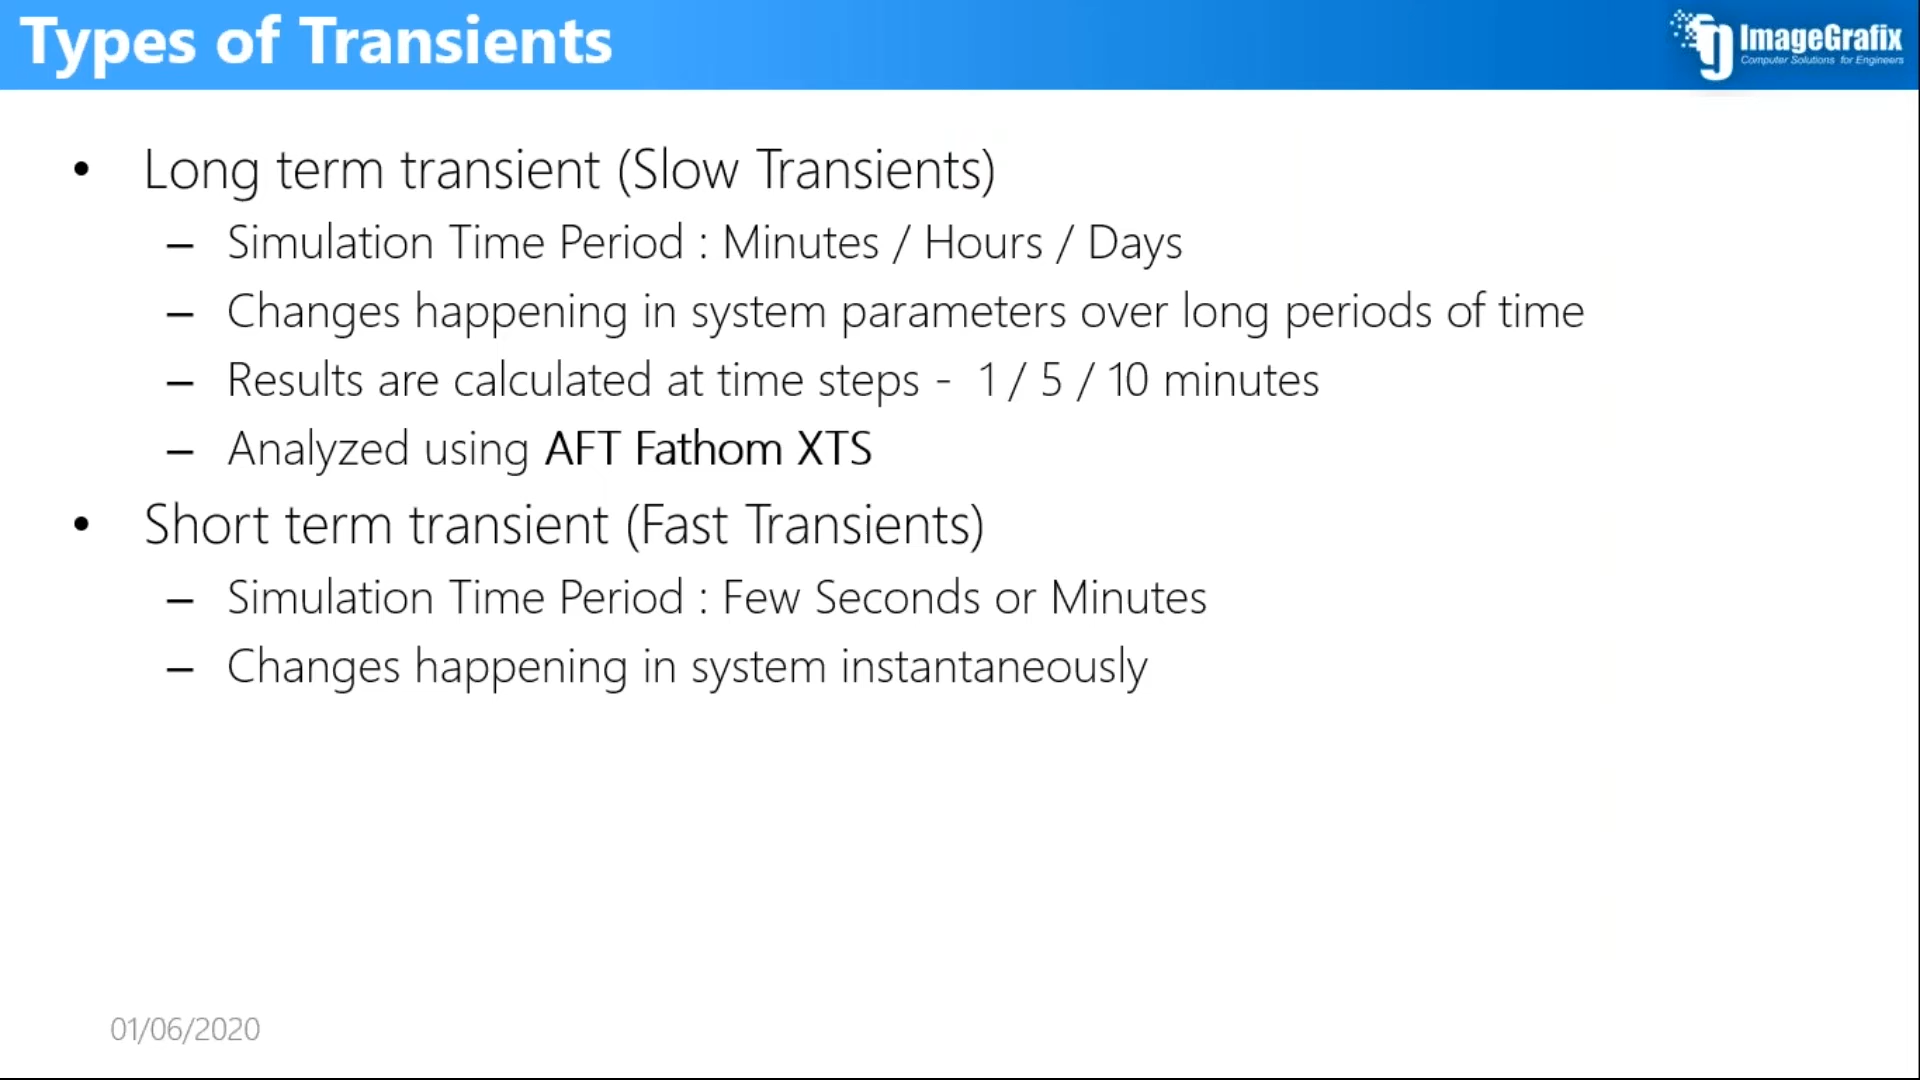 Types of Transients
ImageGrafix
Computer Solutions for Engineers
• Long term transient (Slow Transients)
– Simulation Time Period : Minutes / Hours / Days
– Changes happening in system parameters over long periods of time
– Results are calculated at time steps - 1 / 5 / 10 minutes
– Analyzed using AFT Fathom XTS
• Short term transient (Fast Transients)
– Simulation Time Period : Few Seconds or Minutes
– Changes happening in system instantaneously
01/06/2020